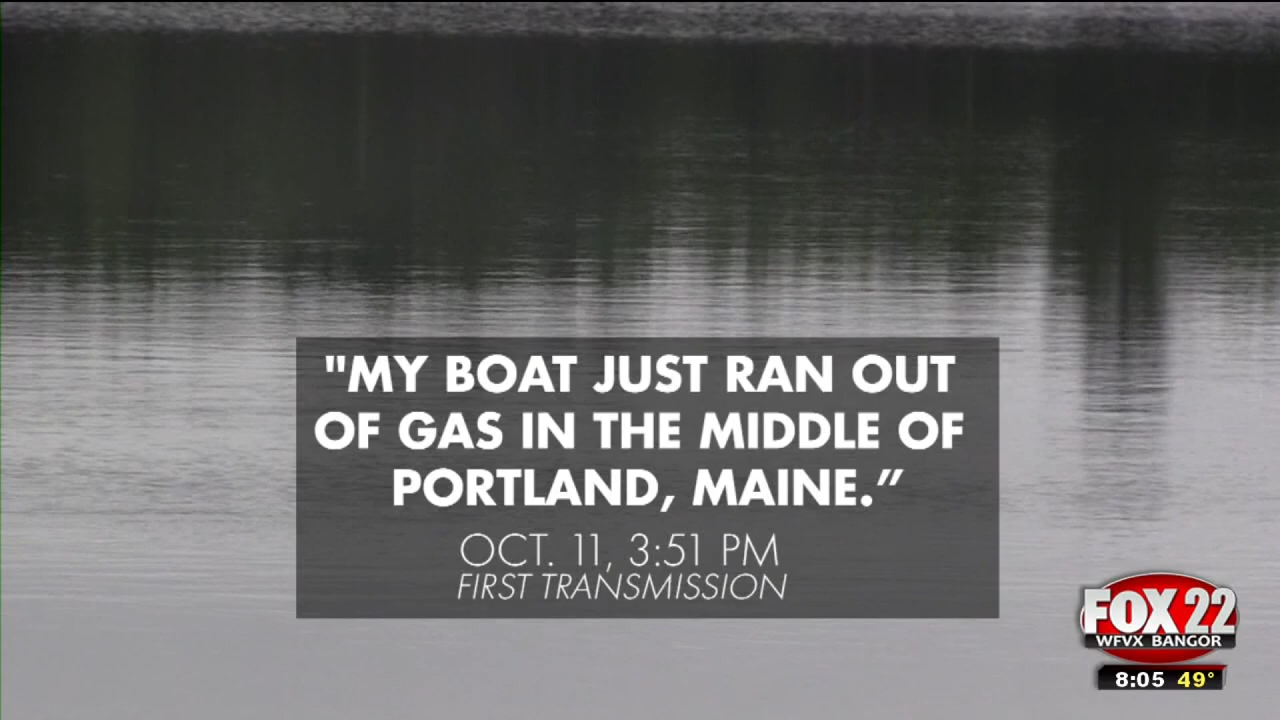 "MY BOAT JUST RAN OUT
OF GAS IN THE MIDDLE OF
PORTLAND, MAINE.”
OCT. 11, 3:51 PM
FIRST TRANSMISSION
FOX 22
WFVX BANGOR
8:05 49°